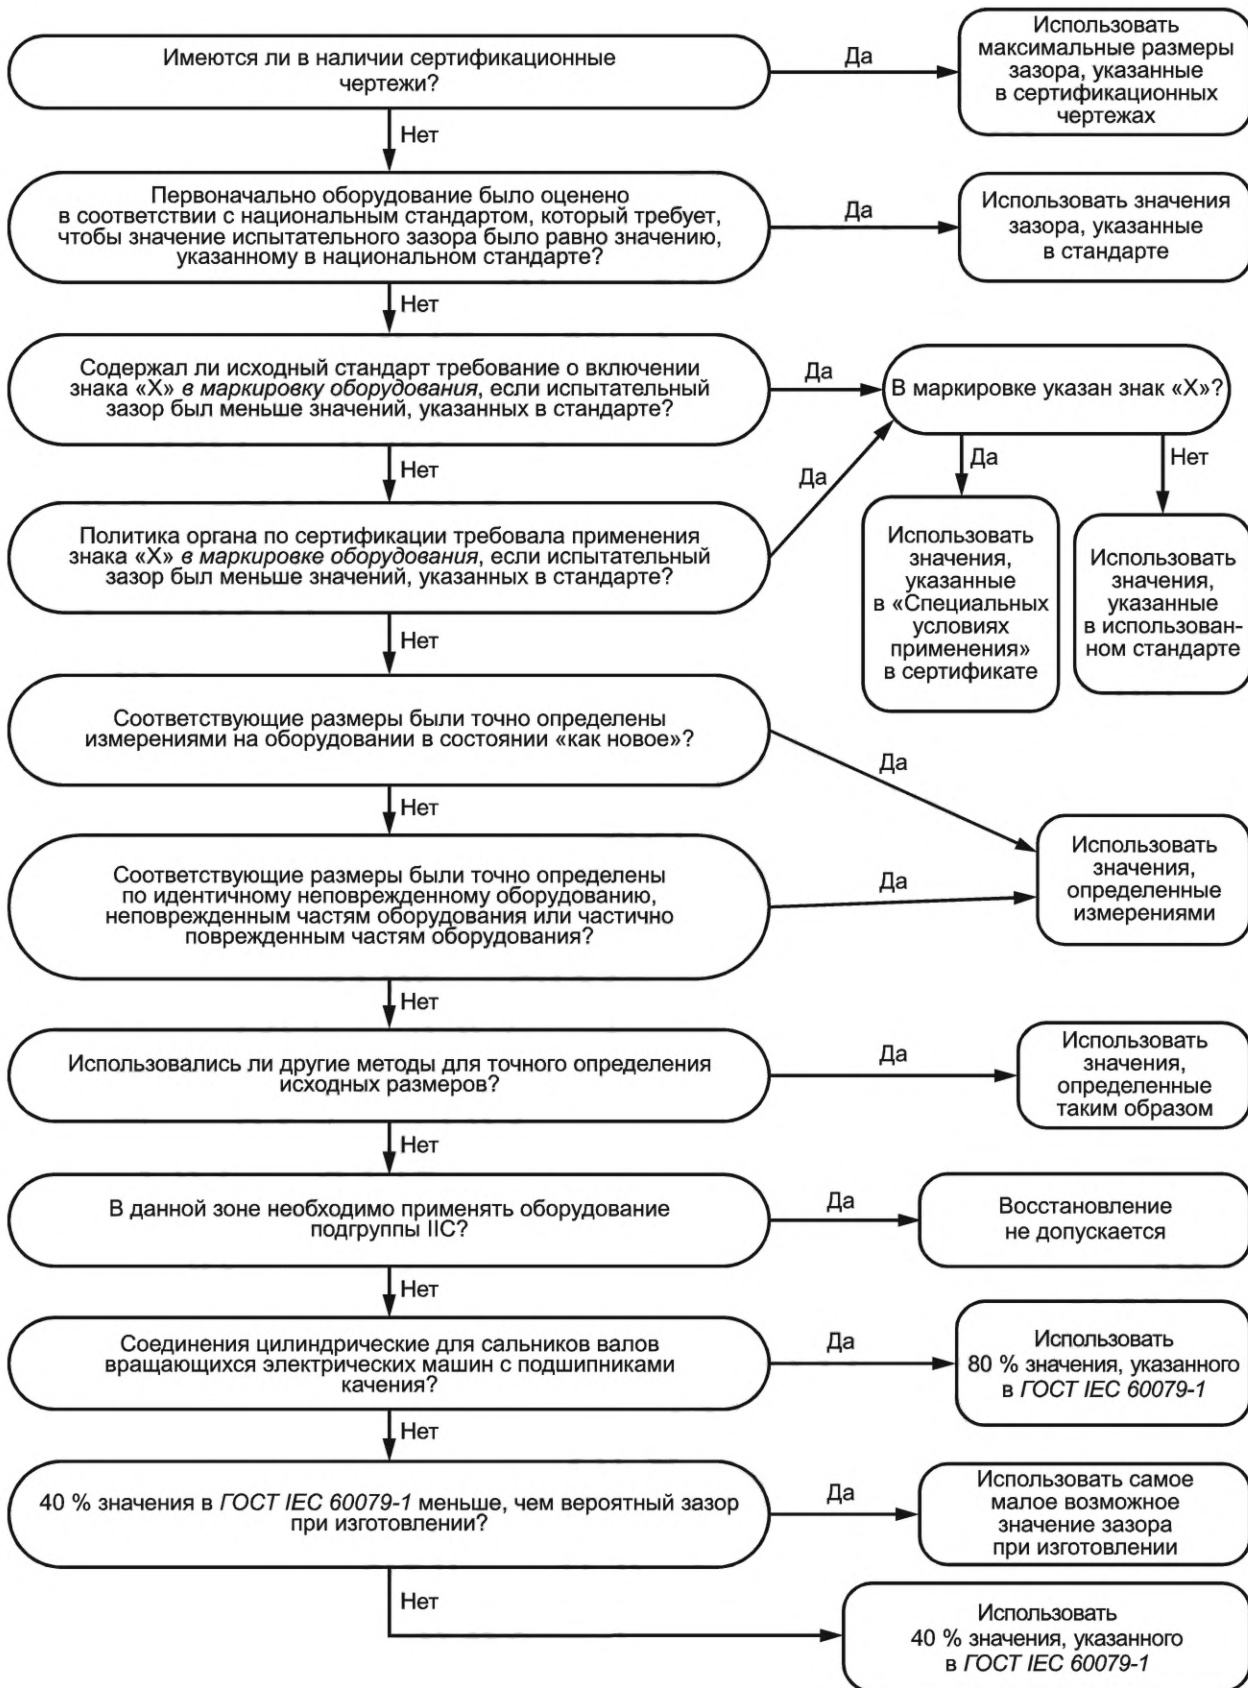 Имеются ли в наличии сертификационные
чертежи?
Да
Использовать
максимальные размеры
зазора, указанные
в сертификационных
чертежах
Нет
Первоначально оборудование было оценено
в соответствии с национальным стандартом, который требует,
чтобы значение испытательного зазора было равно значению,
указанному в национальном стандарте?
Да
Использовать значения
зазора, указанные
в стандарте
Нет
Содержал ли исходный стандарт требование о включении
знака «X» в маркировку оборудования, если испытательный
зазор был меньше значений, указанных в стандарте?
Да
В маркировке указан знак «X»?
Нет
Да
Да
Нет
Политика органа по сертификации требовала применения
знака «X» в маркировке оборудования, если испытательный
зазор был меньше значений, указанных в стандарте?
Использовать
значения,
указанные
в «Специальных
условиях
применения»
в сертификате
Использовать
значения,
указанные
в использован-
ном стандарте
Нет
Соответствующие размеры были точно определены
измерениями на оборудовании в состоянии «как новое»?
Да
Нет
Соответствующие размеры были точно определены
по идентичному неповрежденному оборудованию,
неповрежденным частям оборудования или частично
поврежденным частям оборудования?
Да
Использовать
значения,
определенные
измерениями
Нет
Использовались ли другие методы для точного определения
исходных размеров?
Да
Использовать
значения,
определенные
таким образом
Нет
В данной зоне необходимо применять оборудование
подгруппы IIC?
Да
Восстановление
не допускается
Нет
Соединения цилиндрические для сальников валов
вращающихся электрических машин с подшипниками
качения?
Да
Использовать
80 % значения, указанного
в ГОСТ IEC 60079-1
Нет
40 % значения в ГОСТ IEC 60079-1 меньше, чем вероятный зазор
при изготовлении?
Да
Использовать самое
малое возможное
значение зазора
при изготовлении
Нет
Использовать
40 % значения, указанного
в ГОСТ IEC 60079-1